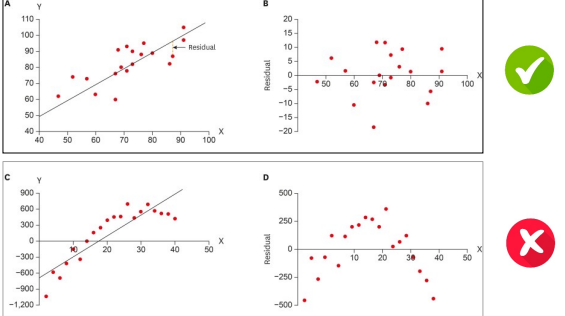 A
Y
110
100
90
80
70
60
50
40
40 50 60 70 80 90 100 X
Residual
B
20
15
10
5
0
−5
−10
−15
−20
50 60 70 80 90 100 X
Residual
C
Y
900
600
300
0
−300
−600
−900
−1,200
10 20 30 40 50 X
D
500
250
0
−250
−500
10 20 30 40 50 X
Residual